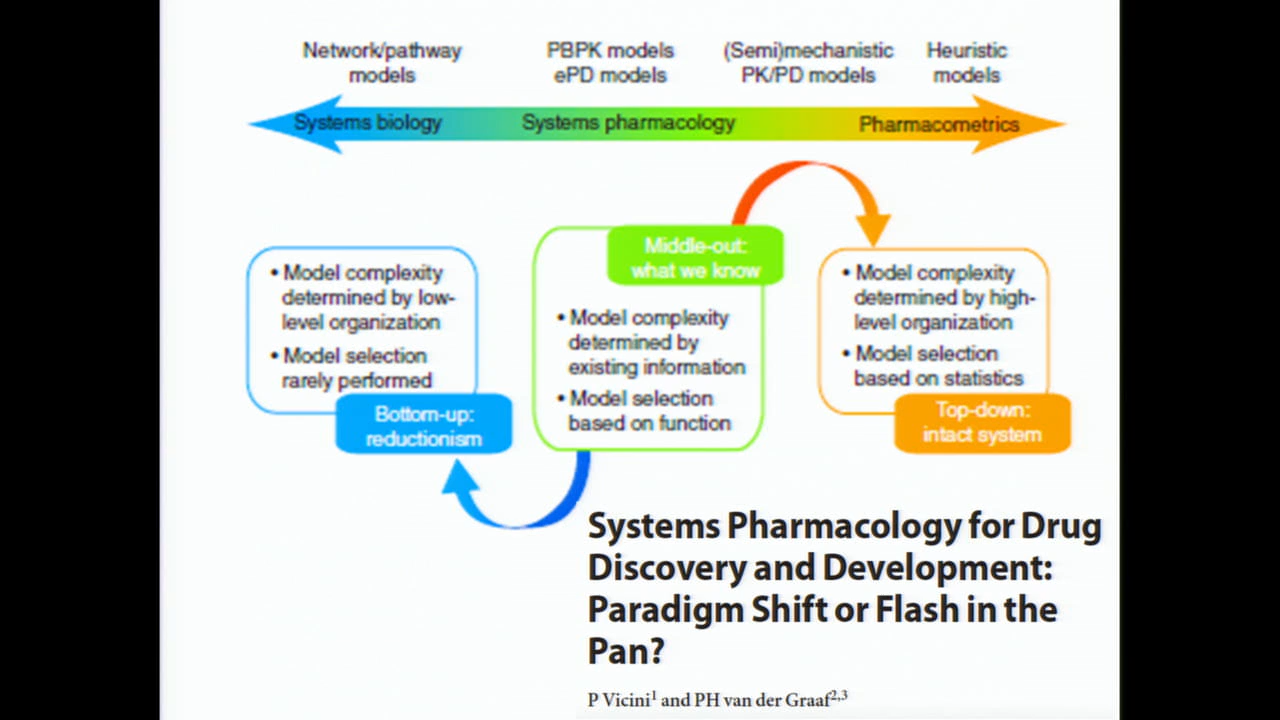 Network/pathway
models
PBPK models
ePD models
(Semi)mechanistic
PK/PD models
Heuristic
models
Systems biology
Systems pharmacology
Pharmacometrics
• Model complexity
determined by low-
level organization
• Model selection
rarely performed
Bottom-up:
reductionism
Middle-out:
what we know
• Model complexity
determined by
existing information
• Model selection
based on function
• Model complexity
determined by high-
level organization
• Model selection
based on statistics
Top-down:
intact system
Systems Pharmacology for Drug
Discovery and Development:
Paradigm Shift or Flash in the
Pan?
P Vicini¹ and PH van der Graaf²,³